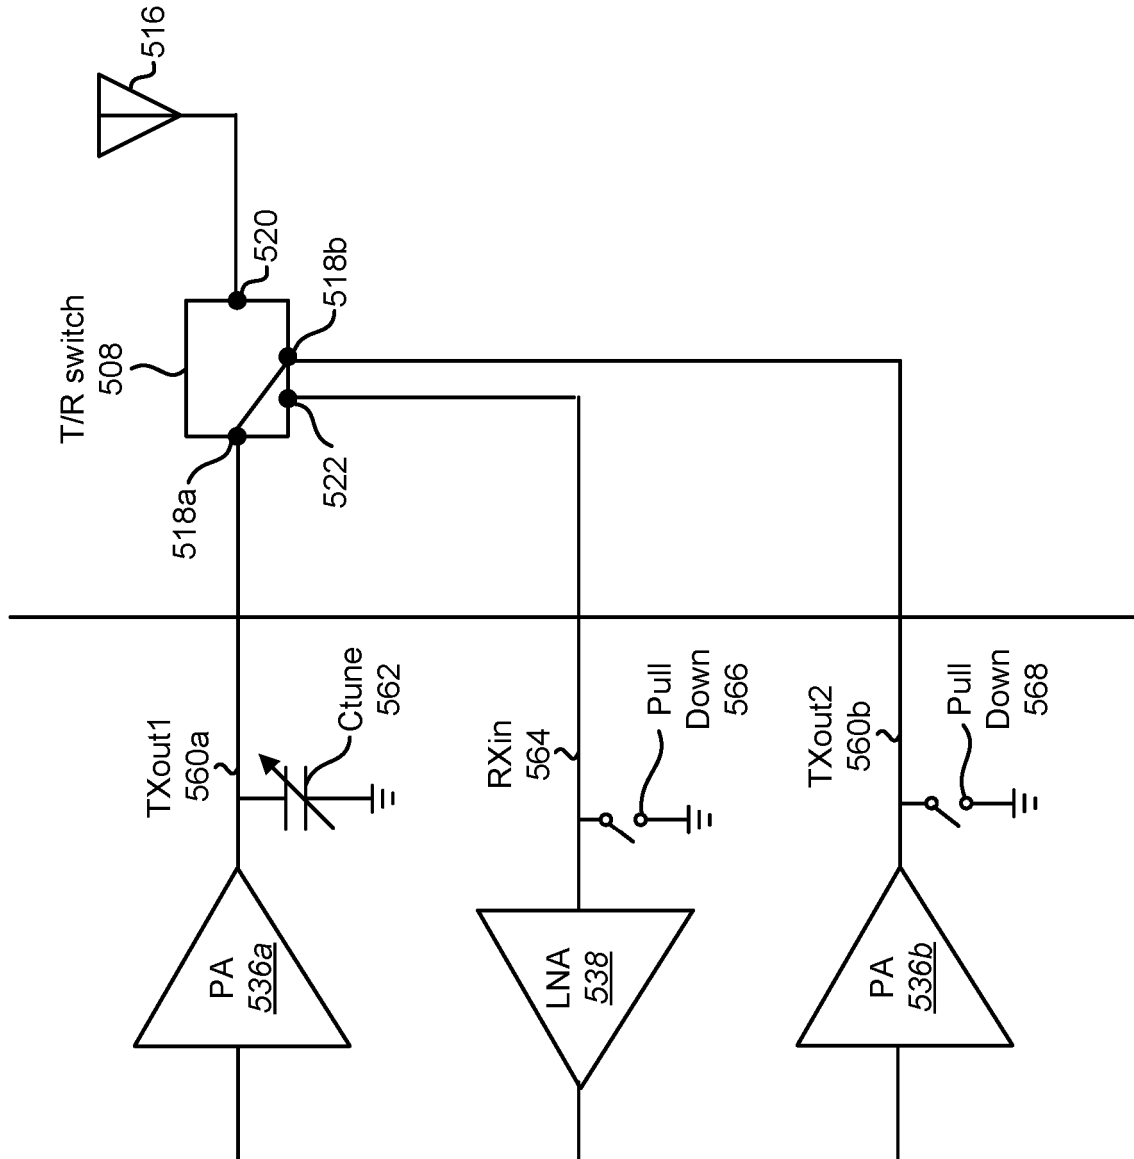 516
T/R switch
508
520
518b
518a
522
TXout1
560a
Ctune
562
RXin
564
Pull
Down
566
TXout2
560b
Pull
Down
568
PA
536a
LNA
538
PA
536b